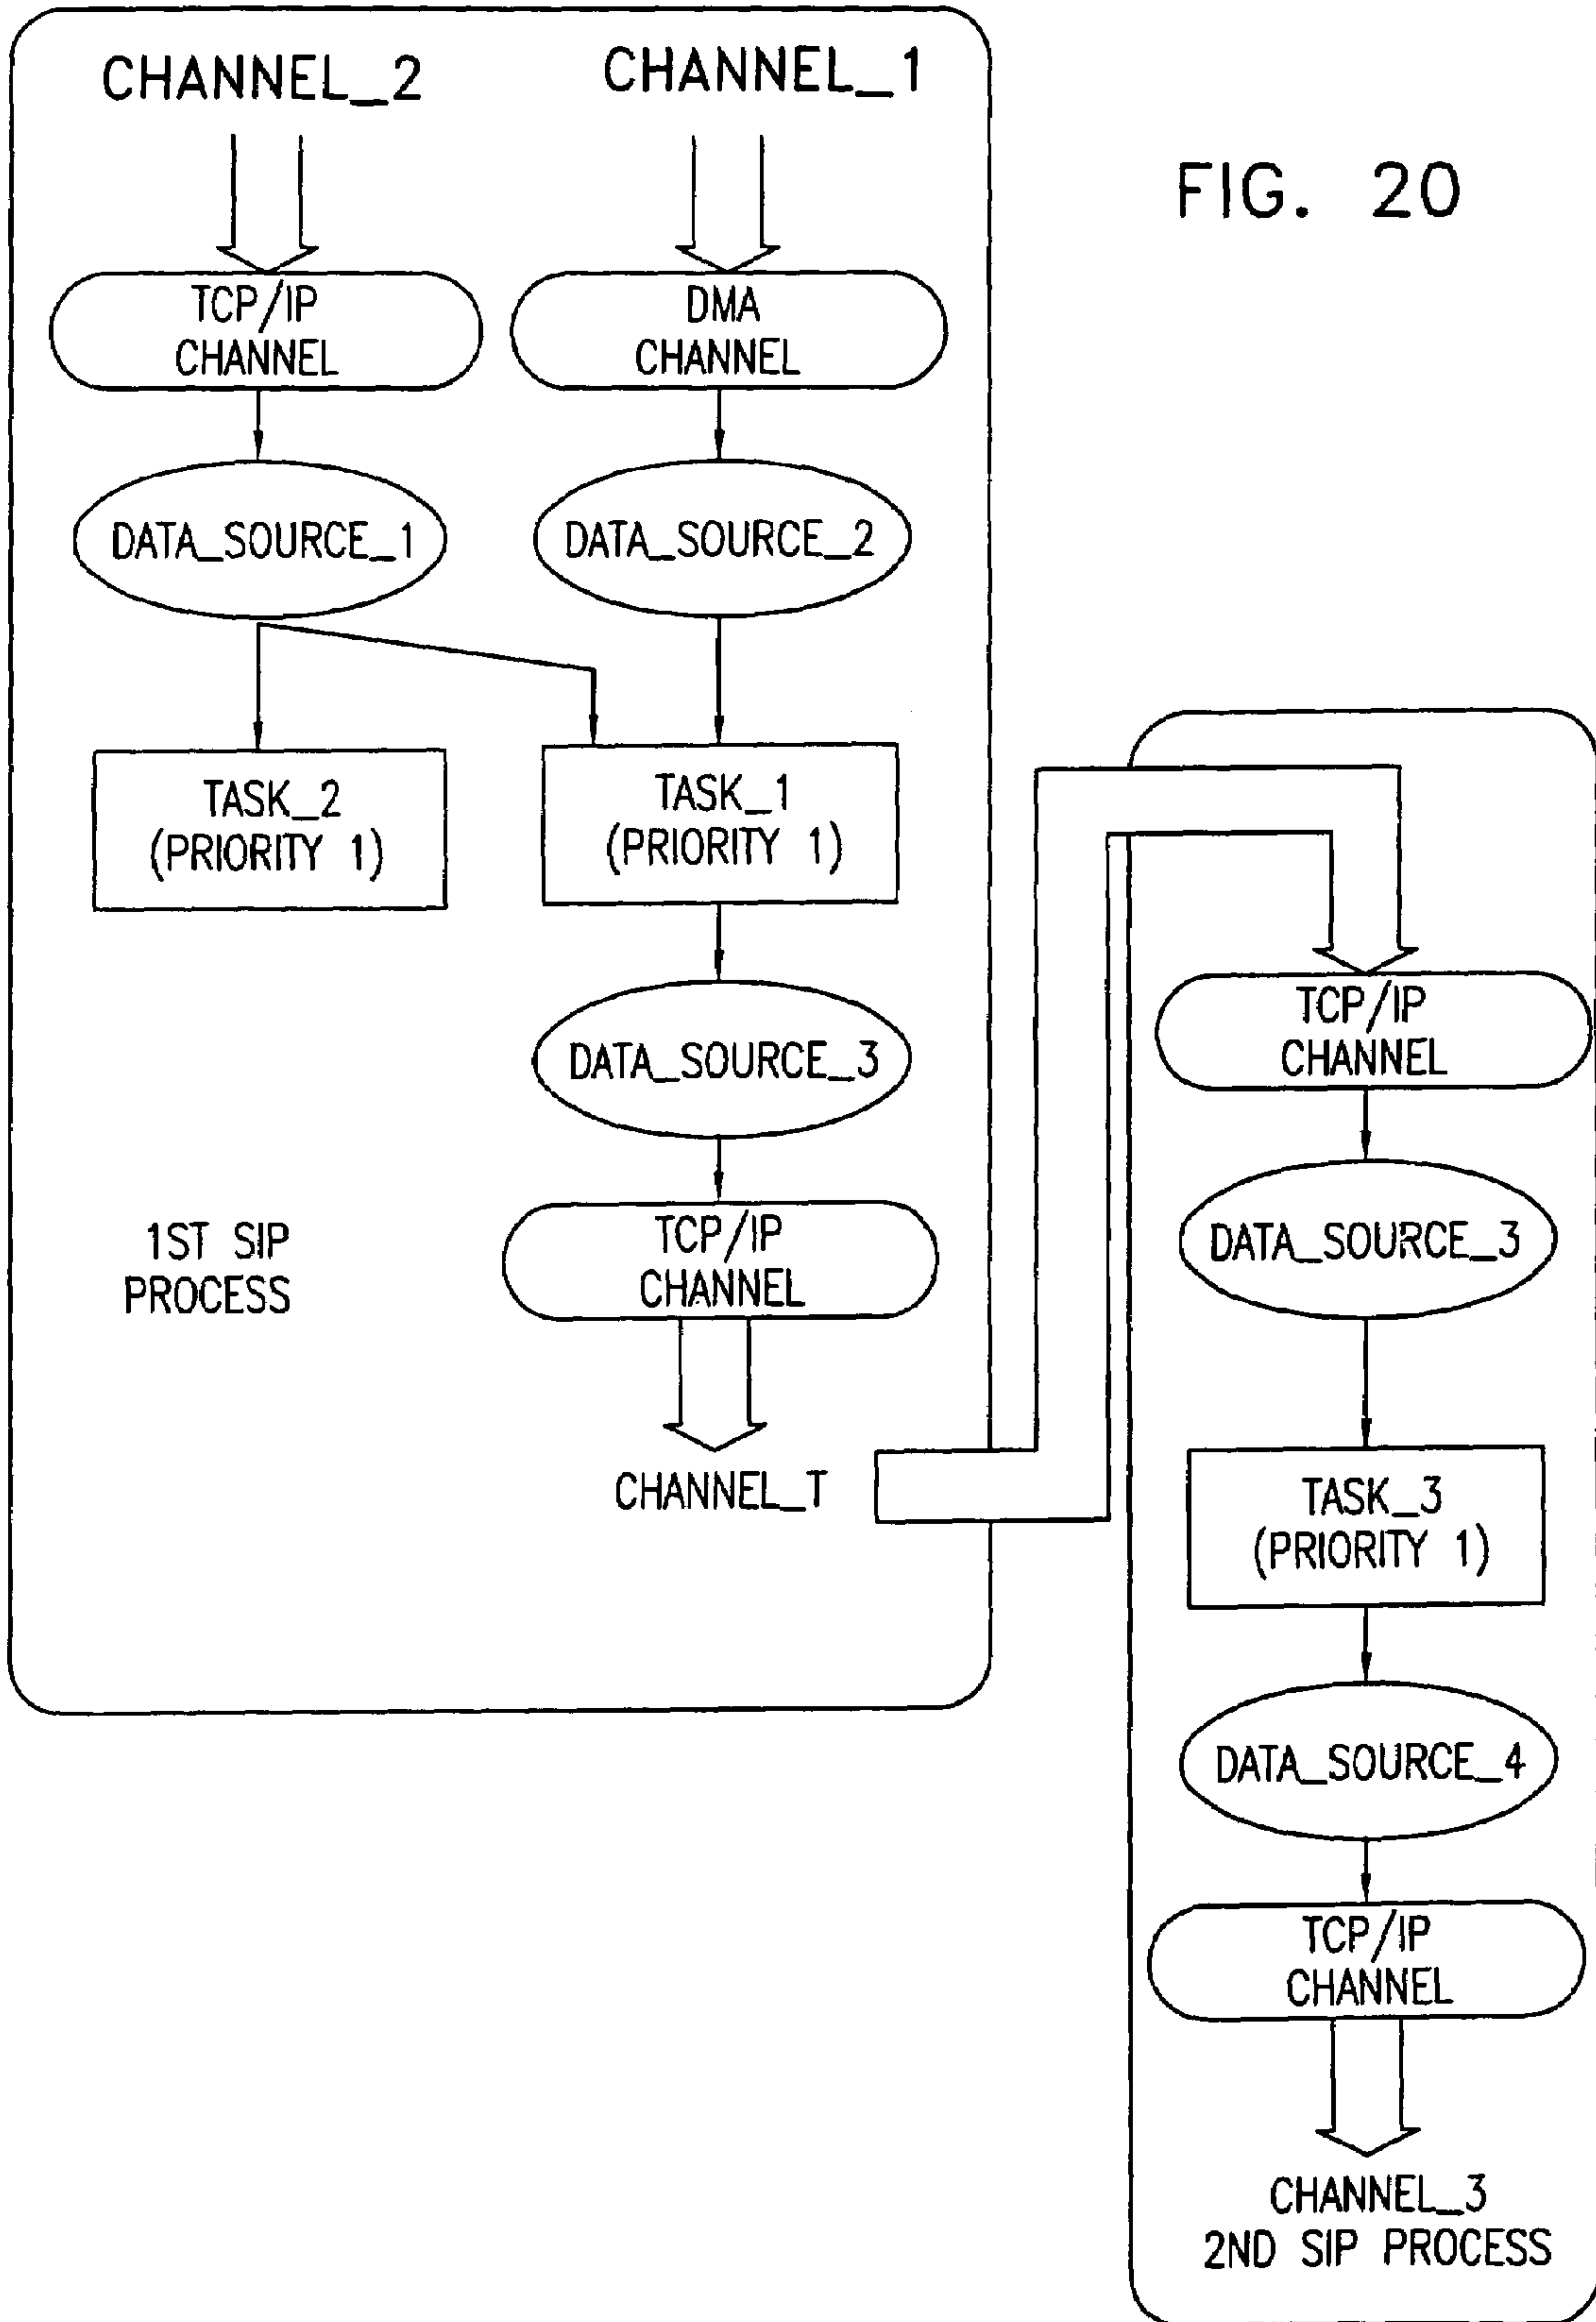 CHANNEL_2
CHANNEL_1
FIG. 20
TCP/IP
CHANNEL
DMA
CHANNEL
DATA_SOURCE_1
DATA_SOURCE_2
TASK_2
(PRIORITY 1)
TASK_1
(PRIORITY 1)
DATA_SOURCE_3
TCP/IP
CHANNEL
1ST SIP
PROCESS
CHANNEL_T
TCP/IP
CHANNEL
DATA_SOURCE_3
TASK_3
(PRIORITY 1)
DATA_SOURCE_4
TCP/IP
CHANNEL
CHANNEL_3
2ND SIP PROCESS